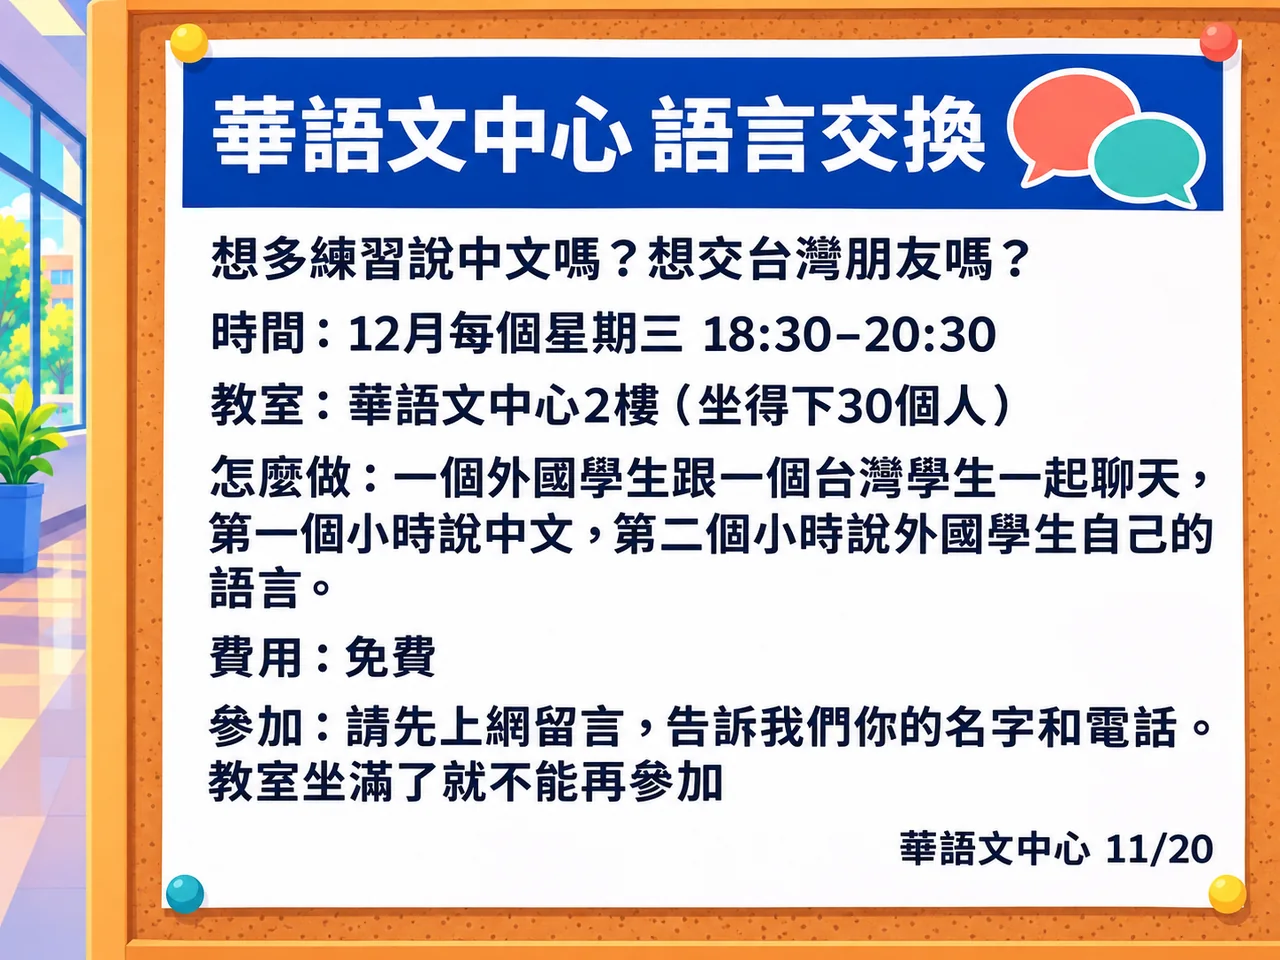 華語文中心 語言交換
想多練習說中文嗎？想交台灣朋友嗎？
時間：12月每個星期三 18:30–20:30
教室：華語文中心2樓（坐得下30個人）
怎麼做：一個外國學生跟一個台灣學生一起聊天，
第一個小時說中文，第二個小時說外國學生自己的
語言。
費用：免費
參加：請先上網留言，告訴我們你的名字和電話。
教室坐滿了就不能再參加
華語文中心 11/20